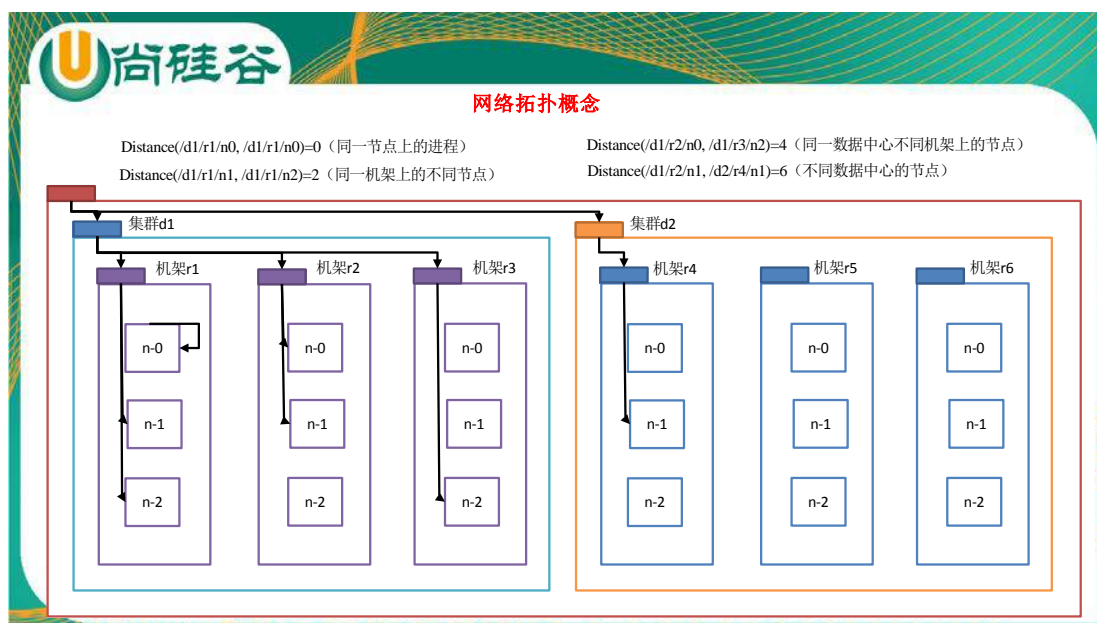 尚硅谷
网络拓扑概念
Distance(/d1/r1/n0, /d1/r1/n0)=0（同一节点上的进程）
Distance(/d1/r2/n0, /d1/r3/n2)=4（同一数据中心不同机架上的节点）
Distance(/d1/r1/n1, /d1/r1/n2)=2（同一机架上的不同节点）
Distance(/d1/r2/n1, /d2/r4/n1)=6（不同数据中心的节点）
集群d1
集群d2
机架r1
机架r2
机架r3
机架r4
机架r5
机架r6
n-0
n-0
n-0
n-0
n-0
n-0
n-1
n-1
n-1
n-1
n-1
n-1
n-2
n-2
n-2
n-2
n-2
n-2